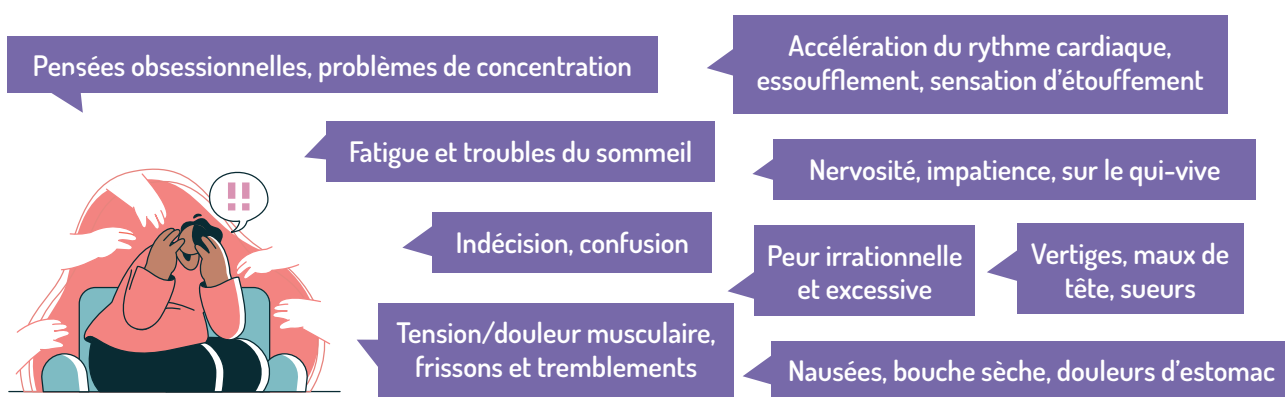 Pensées obsessionnelles, problèmes de concentration
Accélération du rythme cardiaque,
essoufflement, sensation d'étouffement
Fatigue et troubles du sommeil
Nervosité, impatience, sur le qui-vive
!!
Indécision, confusion
Peur irrationnelle
et excessive
Vertiges, maux de
tête, sueurs
Tension/douleur musculaire,
frissons et tremblements
Nausées, bouche sèche, douleurs d'estomac